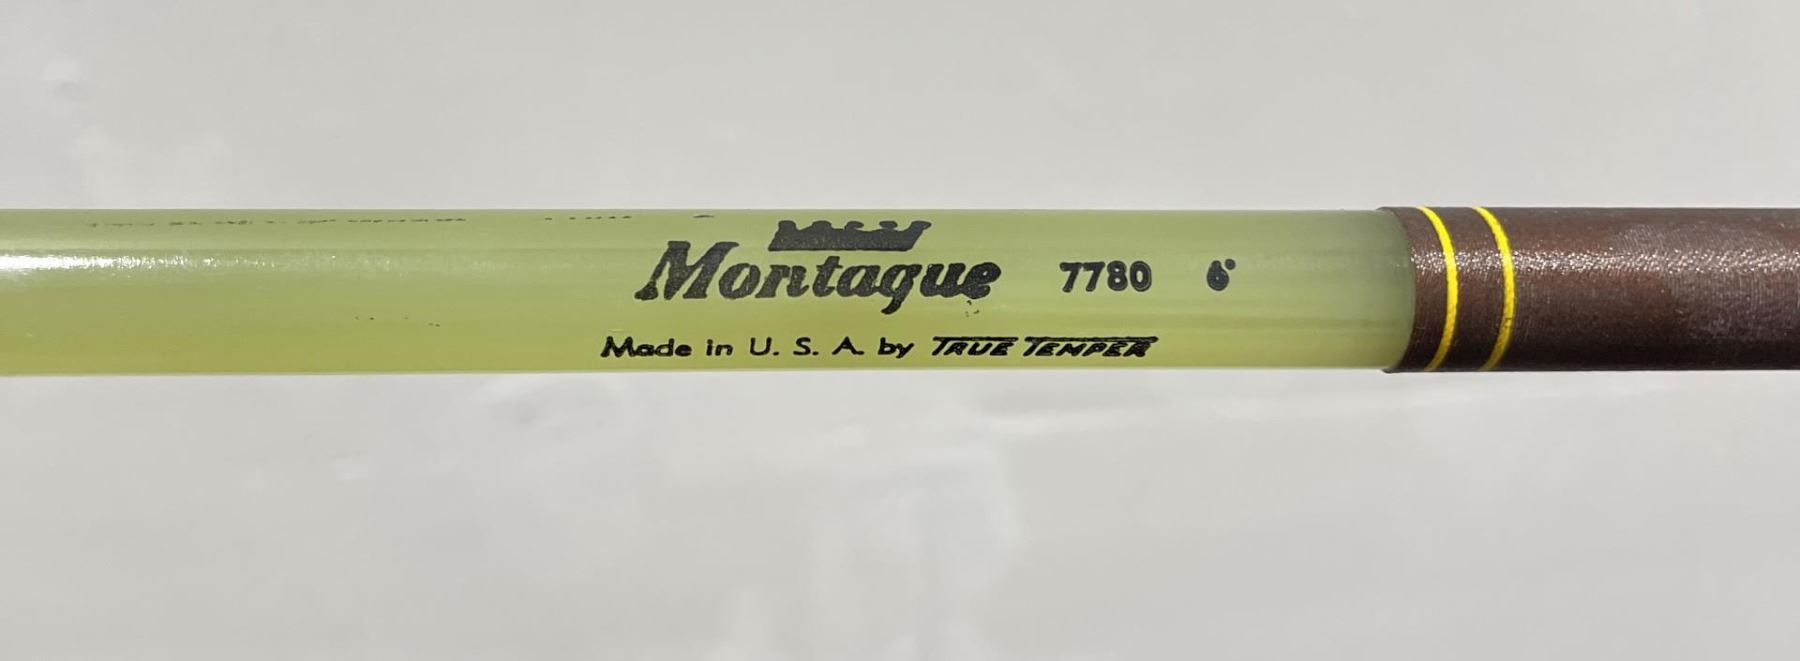 Montague 7780 6'
Made in U. S. A. by TRUE TEMPER